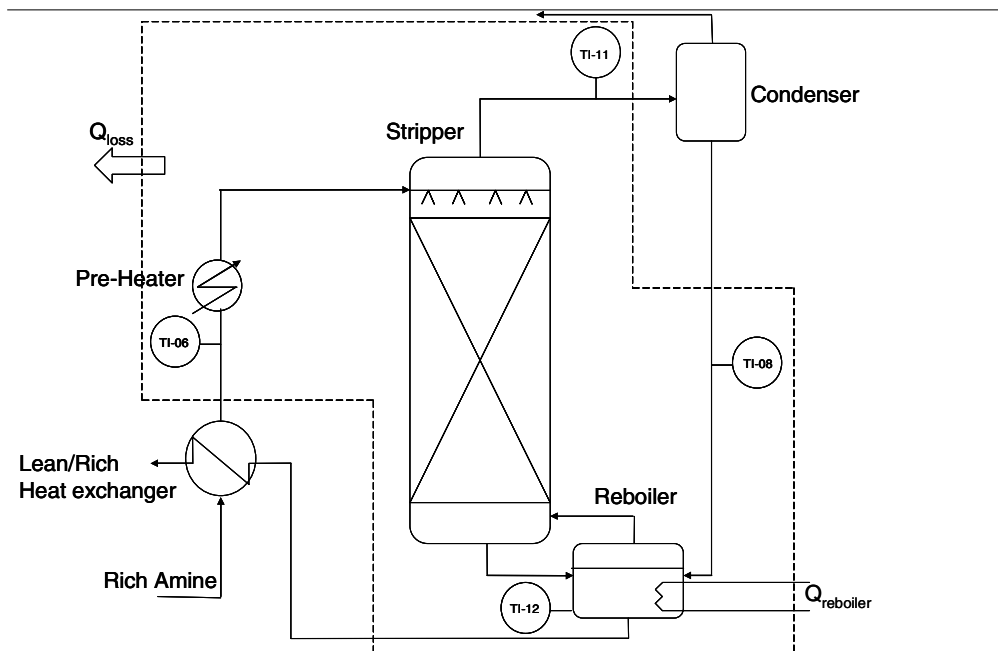 TI-11
Condenser
Stripper
Qloss
Pre-Heater
TI-06
TI-08
Lean/Rich
Heat exchanger
Reboiler
Rich Amine
TI-12
Qreboiler